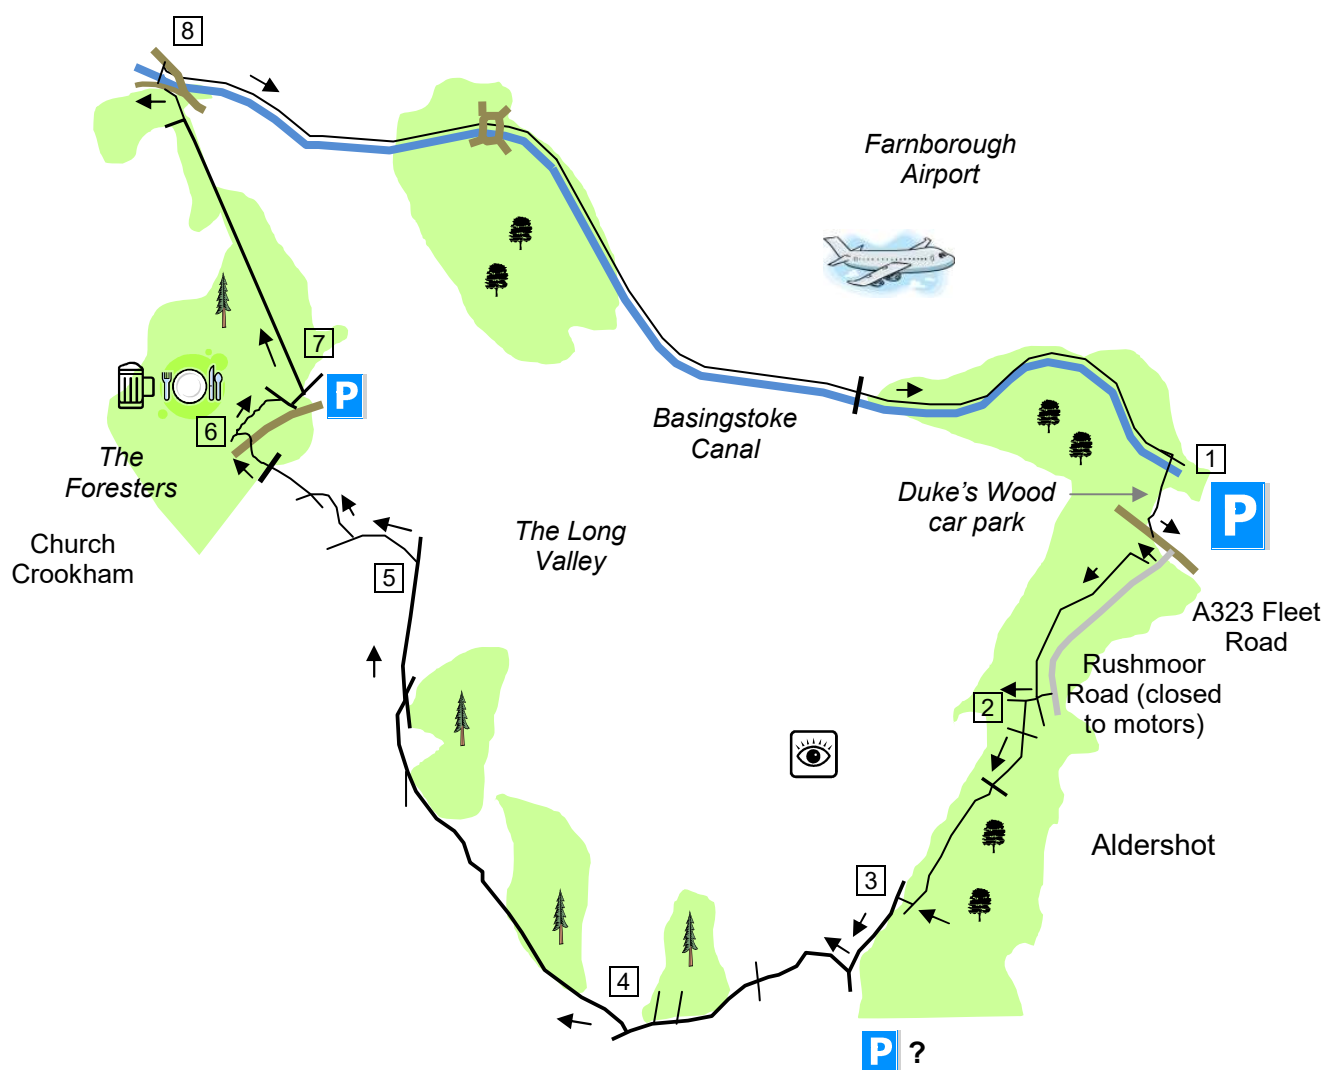 8
Farnborough
Airport
7
P
6
The
Foresters
Church
Crookham
Basingstoke
Canal
1
Duke's Wood
car park
P
The Long
Valley
5
A323 Fleet
Road
Rushmoor
Road (closed
to motors)
2
Aldershot
3
4
P ?